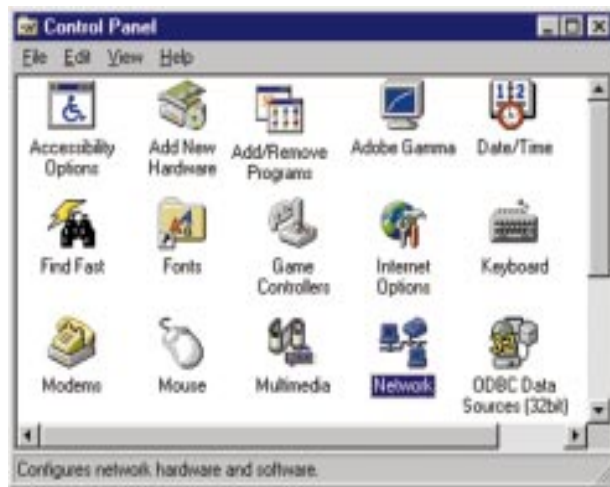 Control Panel
File Edit View Help
Accessibility Options
Add New Hardware
Add/Remove Programs
Adobe Gamma
Date/Time
Find Fast
Fonts
Game Controllers
Internet Options
Keyboard
Modems
Mouse
Multimedia
Network
ODBC Data Sources (32bit)
Configures network hardware and software.